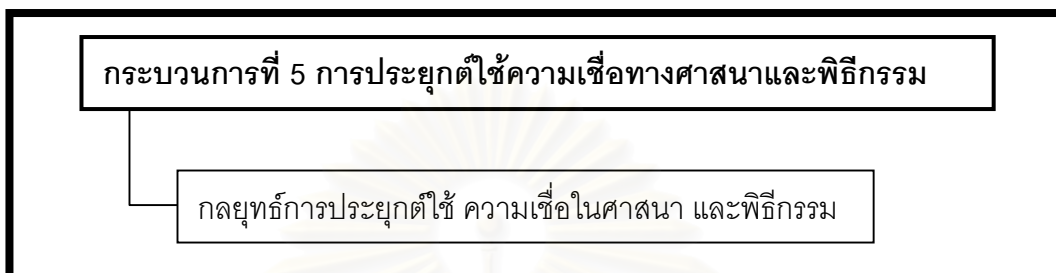 กระบวนการที่ 5 การประยุกต์ใช้ความเชื่อทางศาสนาและพิธีกรรม
กลยุทธ์การประยุกต์ใช้ ความเชื่อในศาสนา และพิธีกรรม